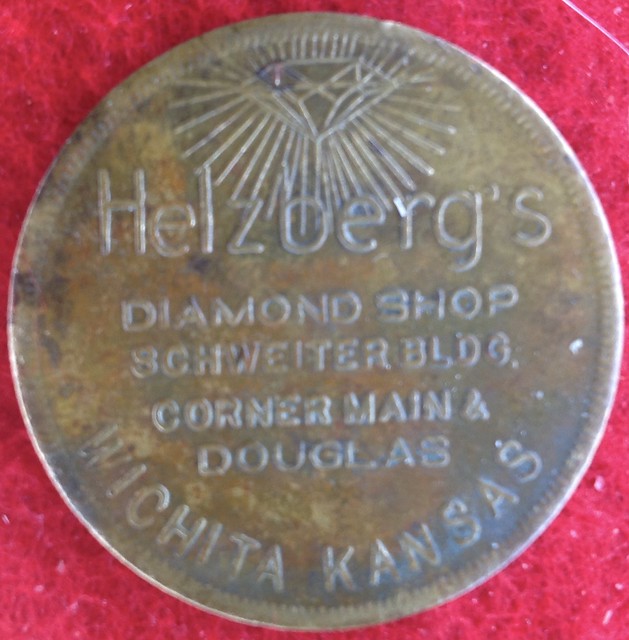 Helzberg's
DIAMOND SHOP
SCHWEITER BLDG.
CORNER MAIN &
DOUGLAS
WICHITA KANSAS